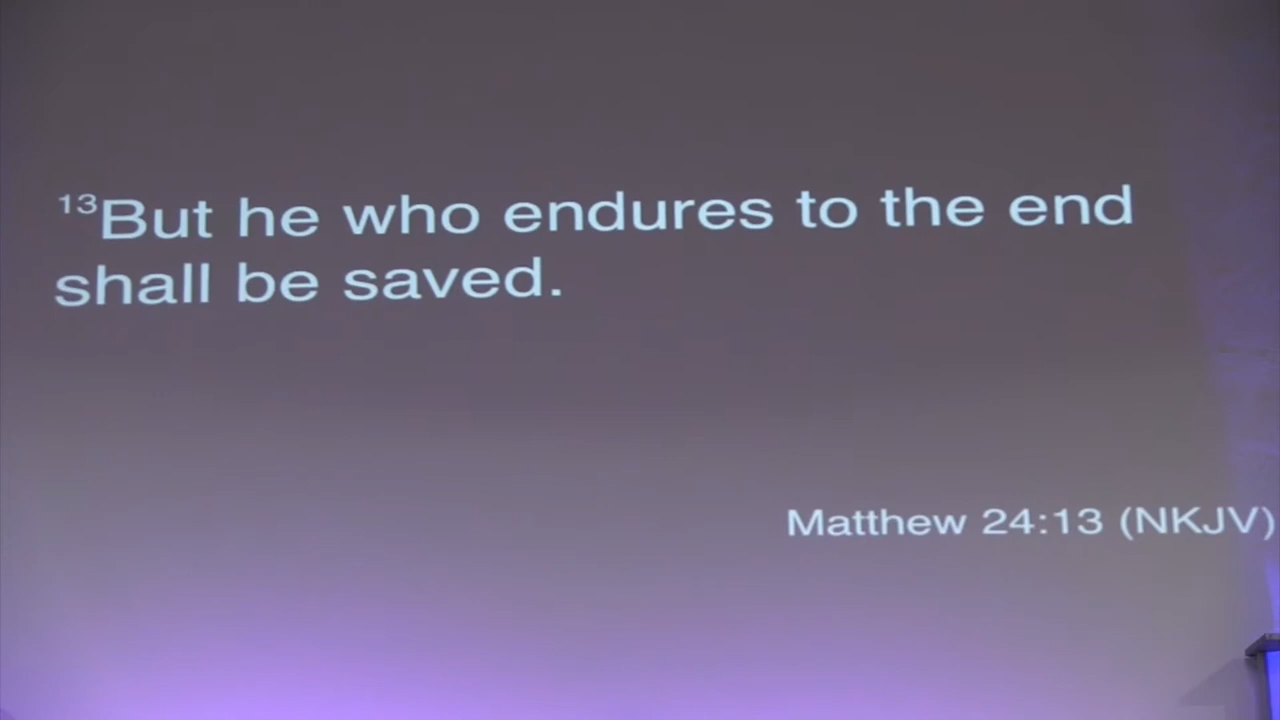 13But he who endures to the end
shall be saved.
Matthew 24:13 (NKJV)